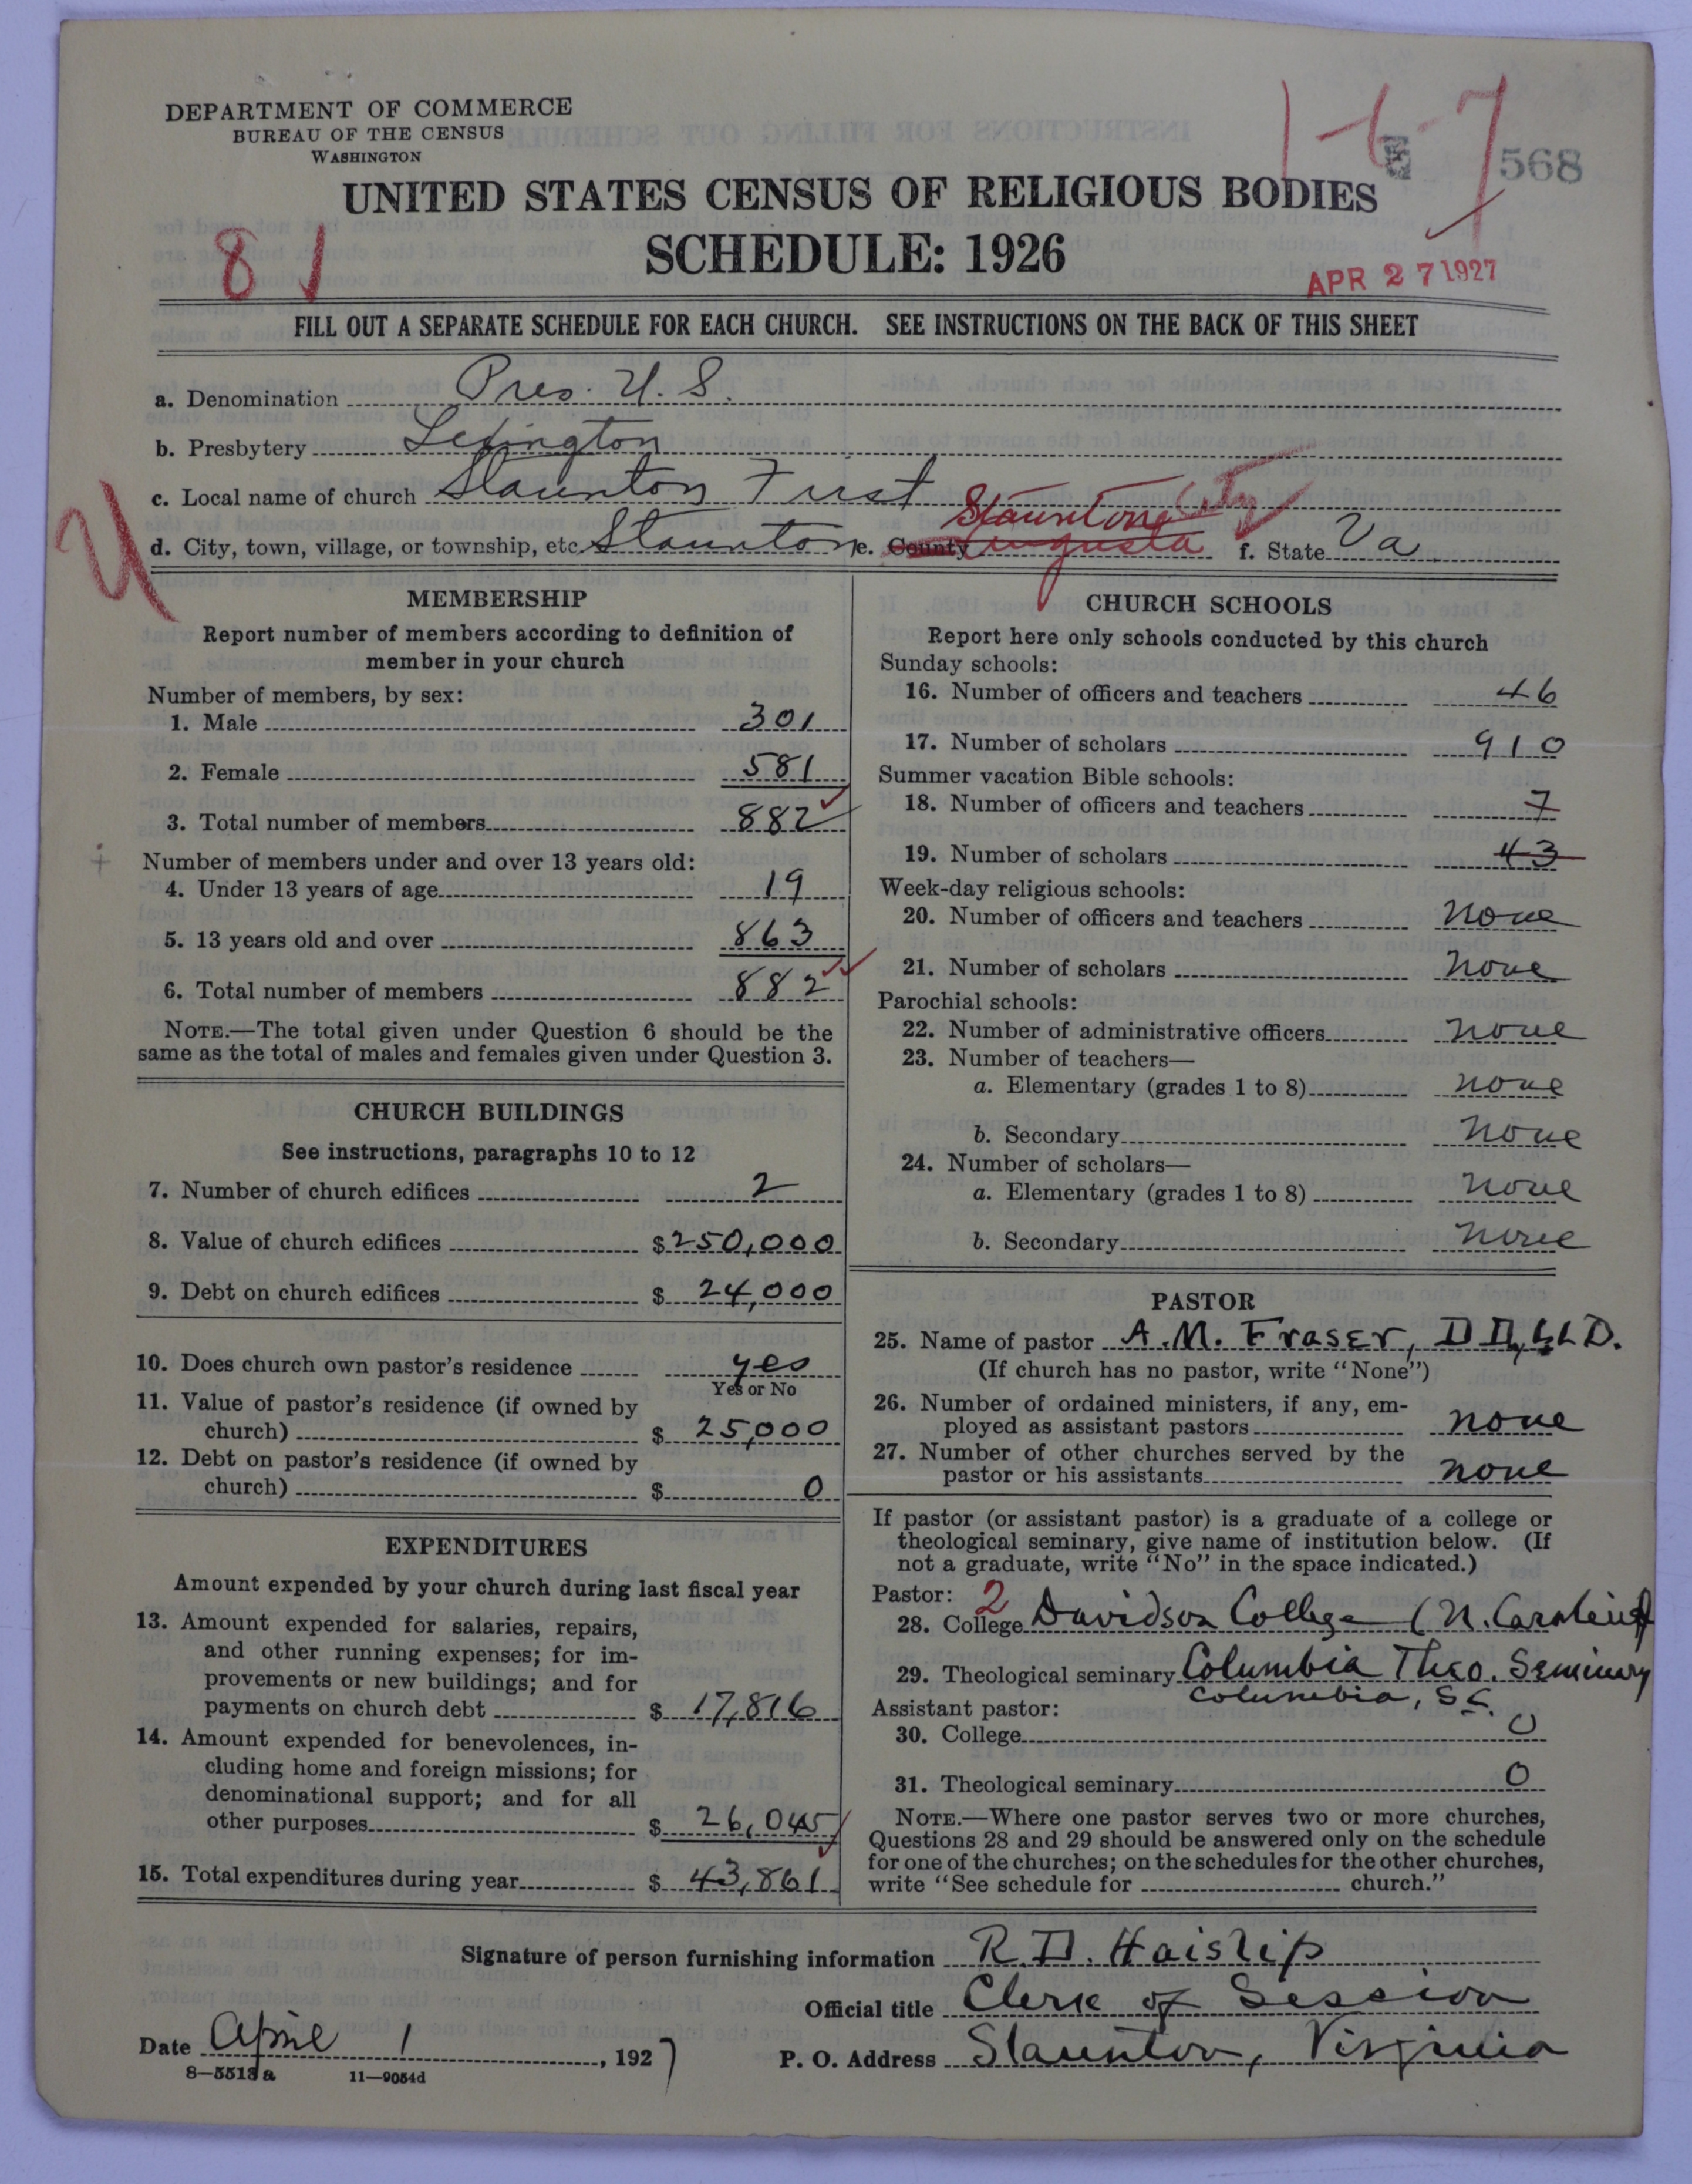 DEPARTMENT OF COMMERCE
BUREAU OF THE CENSUS
WASHINGTON
1-6-7
568
UNITED STATES CENSUS OF RELIGIOUS BODIES
SCHEDULE: 1926
81
APR 27 1927
FILL OUT A SEPARATE SCHEDULE FOR EACH CHURCH. SEE INSTRUCTIONS ON THE BACK OF THIS SHEET
a. Denomination Pres. U.S.
b. Presbytery Lexington
c. Local name of church Staunton First
Staunton City
d. City, town, village, or township, etc. Staunton e. County Augusta f. State Va
MEMBERSHIP
Report number of members according to definition of
member in your church
Number of members, by sex:
1. Male 301
2. Female 581
3. Total number of members 882
Number of members under and over 13 years old:
4. Under 13 years of age 19
5. 13 years old and over 863
6. Total number of members 882
NOTE.—The total given under Question 6 should be the
same as the total of males and females given under Question 3.
CHURCH BUILDINGS
See instructions, paragraphs 10 to 12
7. Number of church edifices 2
8. Value of church edifices $250,000
9. Debt on church edifices $24,000
10. Does church own pastor's residence yes
Yes or No
11. Value of pastor's residence (if owned by
church) $25,000
12. Debt on pastor's residence (if owned by
church) $0
EXPENDITURES
Amount expended by your church during last fiscal year
13. Amount expended for salaries, repairs,
and other running expenses; for im-
provements or new buildings; and for
payments on church debt $17,816
14. Amount expended for benevolences, in-
cluding home and foreign missions; for
denominational support; and for all
other purposes $26,045
15. Total expenditures during year $43,861
CHURCH SCHOOLS
Report here only schools conducted by this church
Sunday schools:
16. Number of officers and teachers 46
17. Number of scholars 910
Summer vacation Bible schools:
18. Number of officers and teachers 7
19. Number of scholars 43
Week-day religious schools:
20. Number of officers and teachers none
21. Number of scholars none
Parochial schools:
22. Number of administrative officers none
23. Number of teachers—
a. Elementary (grades 1 to 8) none
b. Secondary none
24. Number of scholars—
a. Elementary (grades 1 to 8) none
b. Secondary none
PASTOR
25. Name of pastor A.M. Fraser, DD, LLD.
(If church has no pastor, write "None")
26. Number of ordained ministers, if any, em-
ployed as assistant pastors none
27. Number of other churches served by the
pastor or his assistants none
If pastor (or assistant pastor) is a graduate of a college or
theological seminary, give name of institution below. (If
not a graduate, write "No" in the space indicated.)
Pastor: 2
28. College Davidson College (N. Carolina)
29. Theological seminary Columbia Theo. Seminary
Columbia, S.C.
Assistant pastor:
30. College 0
31. Theological seminary 0
NOTE.—Where one pastor serves two or more churches,
Questions 28 and 29 should be answered only on the schedule
for one of the churches; on the schedules for the other churches,
write "See schedule for church."
Signature of person furnishing information R.D. Haislip
Official title Clerk of Session
Date April 1, 1927
P. O. Address Staunton, Virginia
8—5513a 11—9054d